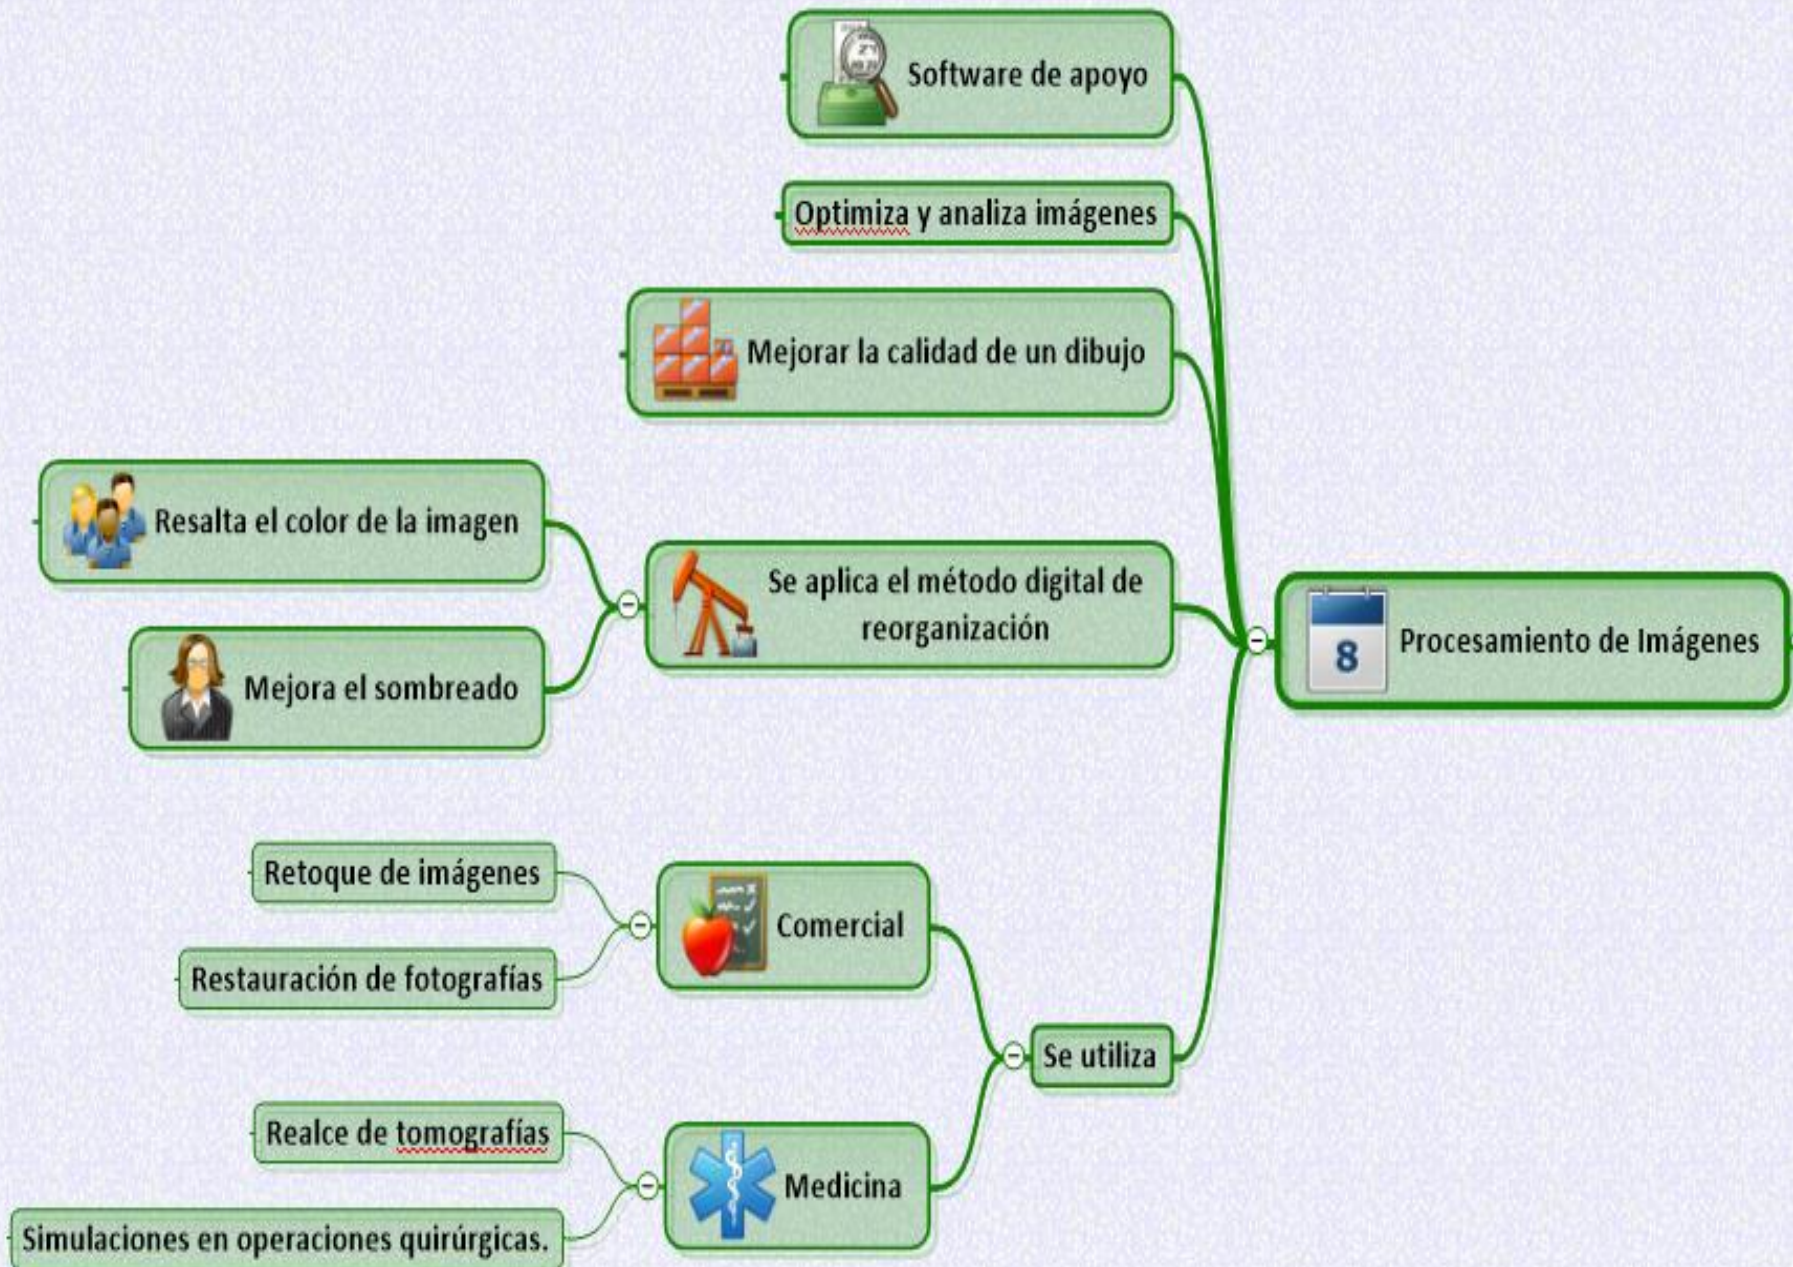 Software de apoyo
Optimiza y analiza imágenes
Mejorar la calidad de un dibujo
Resalta el color de la imagen
Se aplica el método digital de
reorganización
Mejora el sombreado
8
Procesamiento de Imágenes
Retoque de imágenes
Comercial
Restauración de fotografías
Se utiliza
Realce de tomografías
Medicina
Simulaciones en operaciones quirúrgicas.